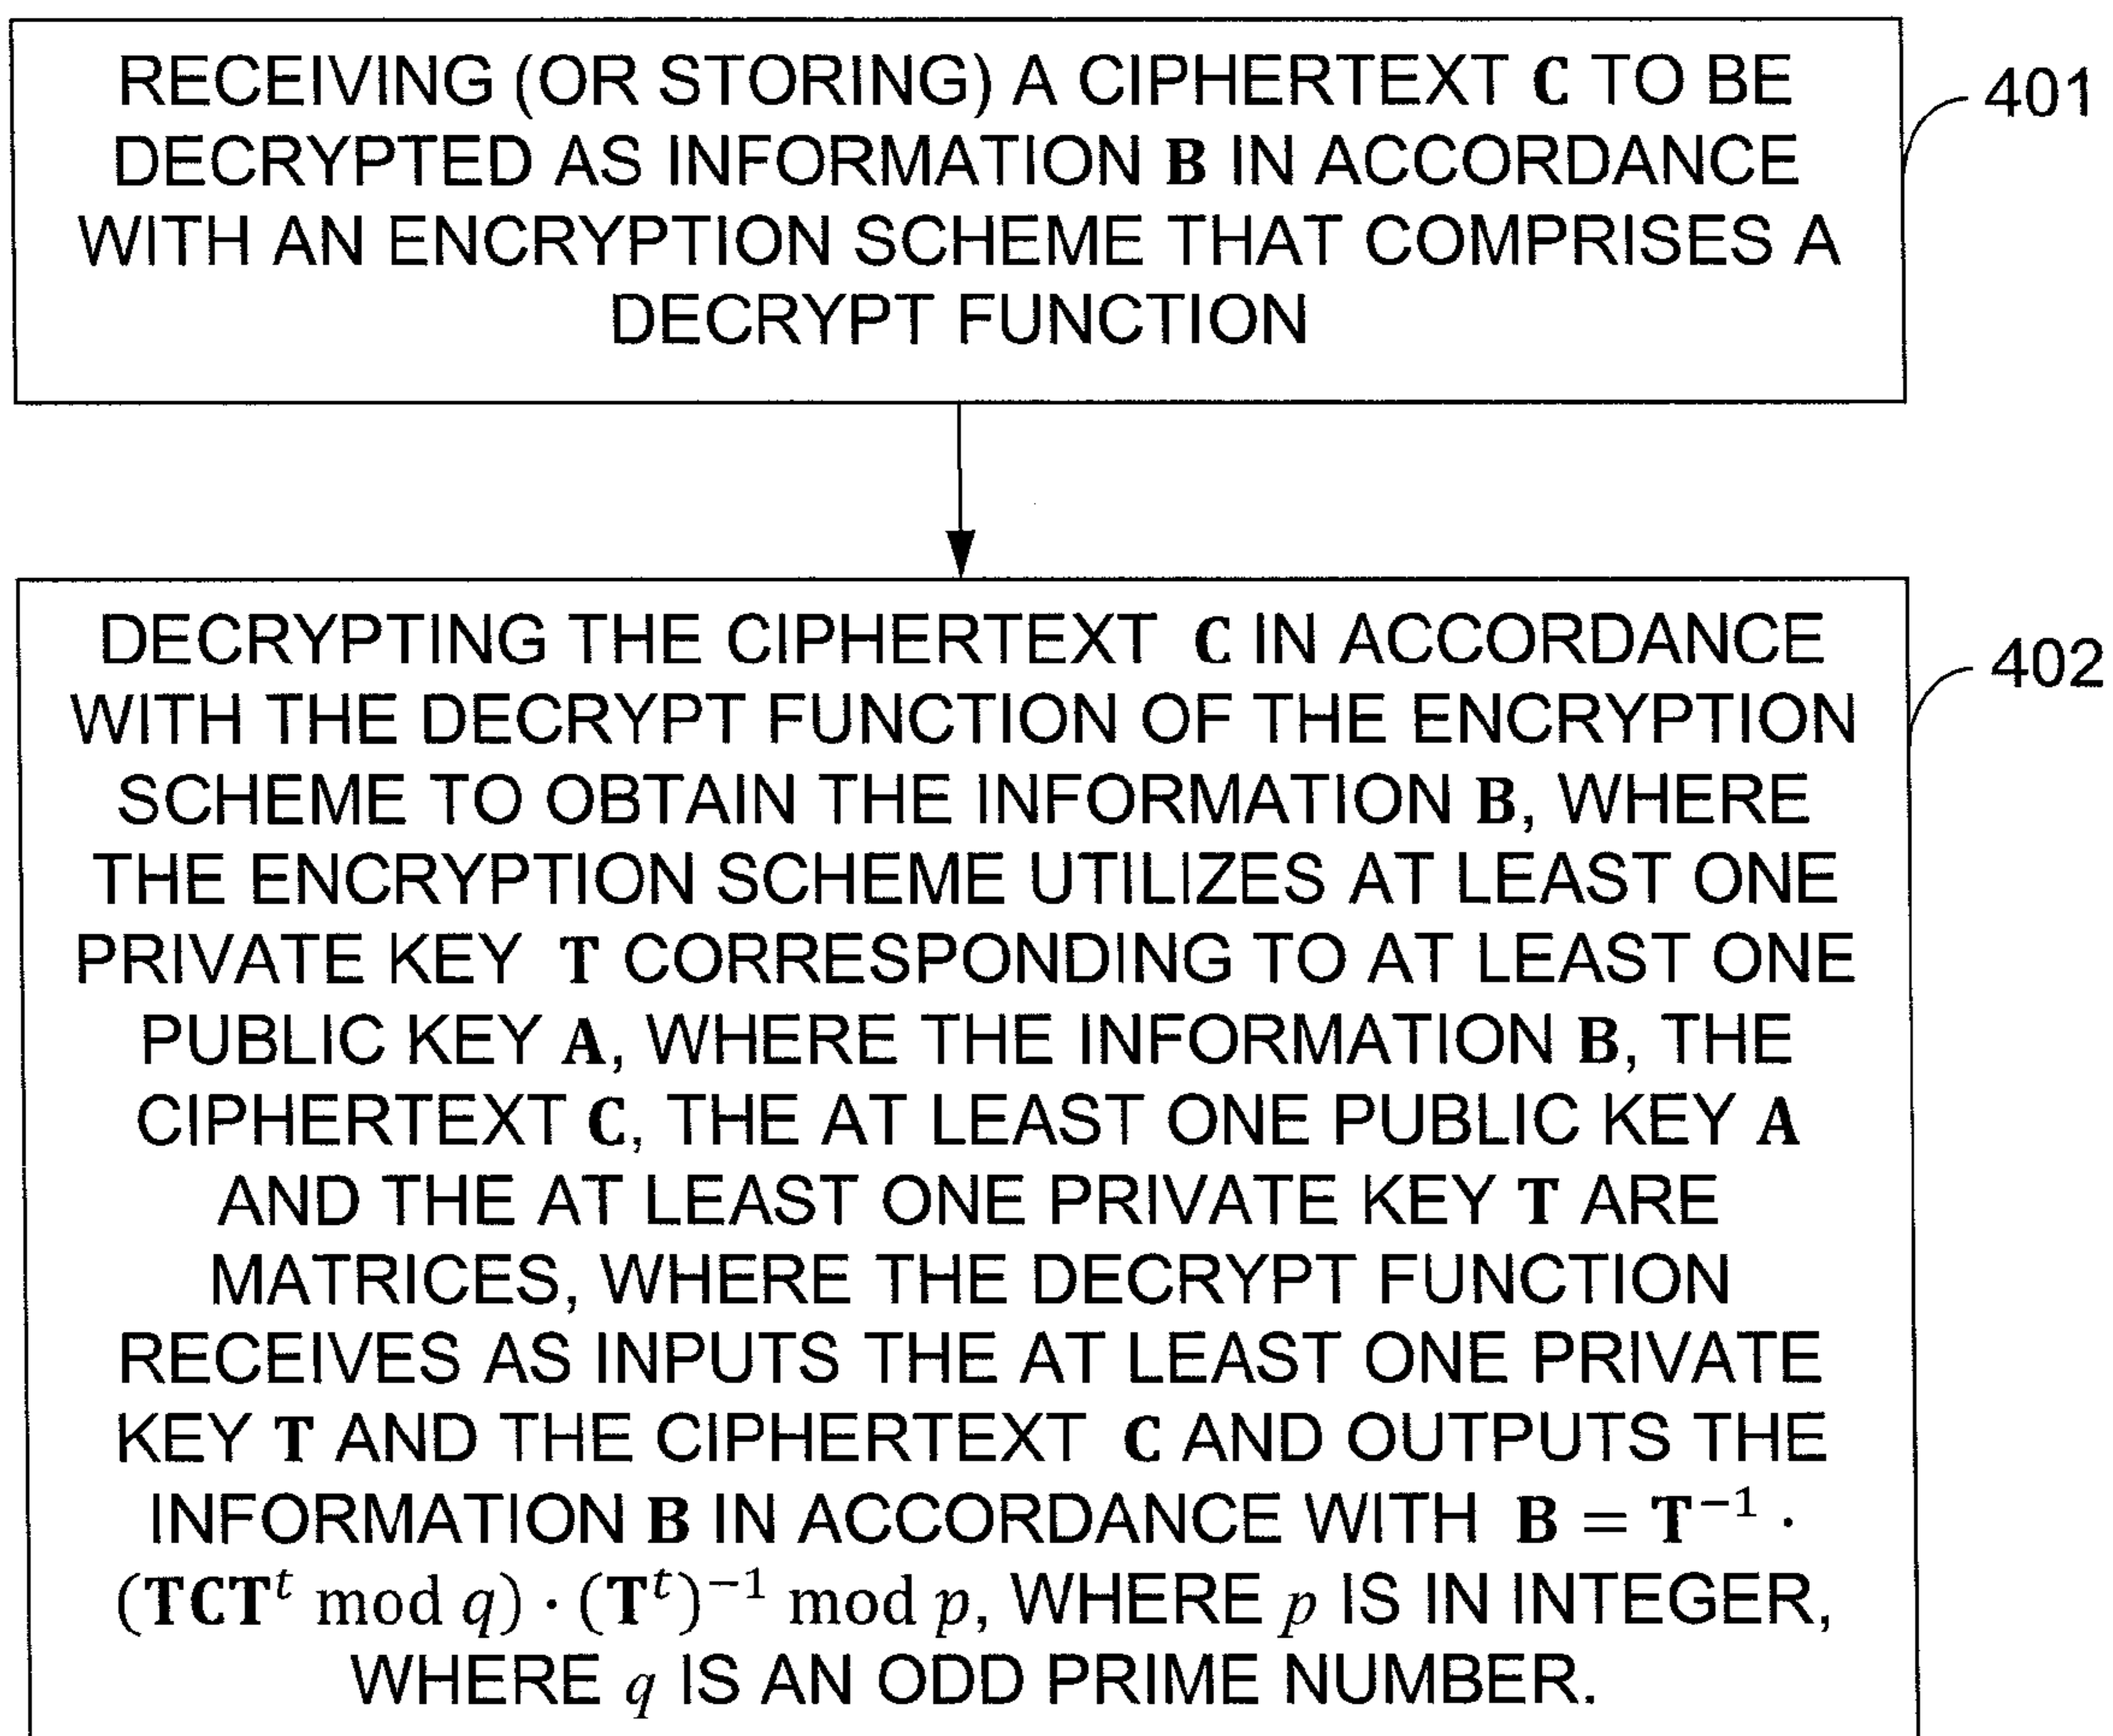 RECEIVING (OR STORING) A CIPHERTEXT C TO BE
DECRYPTED AS INFORMATION B IN ACCORDANCE
WITH AN ENCRYPTION SCHEME THAT COMPRISES A
DECRYPT FUNCTION
401
DECRYPTING THE CIPHERTEXT C IN ACCORDANCE
WITH THE DECRYPT FUNCTION OF THE ENCRYPTION
SCHEME TO OBTAIN THE INFORMATION B, WHERE
THE ENCRYPTION SCHEME UTILIZES AT LEAST ONE
PRIVATE KEY T CORRESPONDING TO AT LEAST ONE
PUBLIC KEY A, WHERE THE INFORMATION B, THE
CIPHERTEXT C, THE AT LEAST ONE PUBLIC KEY A
AND THE AT LEAST ONE PRIVATE KEY T ARE
MATRICES, WHERE THE DECRYPT FUNCTION
RECEIVES AS INPUTS THE AT LEAST ONE PRIVATE
KEY T AND THE CIPHERTEXT C AND OUTPUTS THE
INFORMATION B IN ACCORDANCE WITH B = T⁻¹ ·
(TCTᵗ mod q) · (Tᵗ)⁻¹ mod p, WHERE p IS IN INTEGER,
WHERE q IS AN ODD PRIME NUMBER.
402